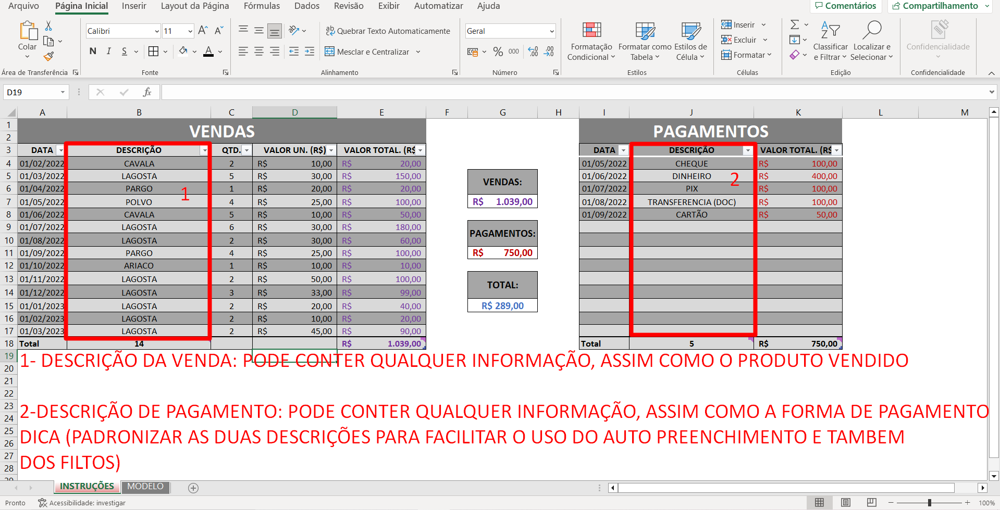 Arquivo Página Inicial Inserir Layout da Página Fórmulas Dados Revisão Exibir Automatizar Ajuda Comentários Compartilhamento
Colar
Área de Transferência
Calibri 11
N I S
Fonte
Quebrar Texto Automaticamente
Mesclar e Centralizar
Alinhamento
Geral
% 000
Número
Formatação Condicional
Formatar como Tabela
Estilos de Célula
Estilos
Inserir
Excluir
Formatar
Células
Classificar e Filtrar
Localizar e Selecionar
Edição
Confidencialidade
Confidencialidade
D19 fx
A B C D E F G H I J K L M
1 VENDAS PAGAMENTOS
2
3 DATA DESCRIÇÃO QTD. VALOR UN. (R$) VALOR TOTAL. (R$ DATA DESCRIÇÃO VALOR TOTAL. (R$
4 01/02/2022 CAVALA 2 R$ 10,00 R$ 20,00 01/05/2022 CHEQUE R$ 100,00
5 01/03/2022 LAGOSTA 5 R$ 30,00 R$ 150,00 01/06/2022 DINHEIRO R$ 400,00
6 01/04/2022 PARGO 1 R$ 20,00 R$ 20,00 VENDAS: 01/07/2022 PIX R$ 100,00
1 2
7 01/05/2022 POLVO 4 R$ 25,00 R$ 100,00 R$ 1.039,00 01/08/2022 TRANSFERENCIA (DOC) R$ 100,00
8 01/06/2022 CAVALA 5 R$ 10,00 R$ 50,00 01/09/2022 CARTÃO R$ 50,00
9 01/07/2022 LAGOSTA 6 R$ 30,00 R$ 180,00
10 01/08/2022 LAGOSTA 2 R$ 30,00 R$ 60,00 PAGAMENTOS:
11 01/09/2022 PARGO 4 R$ 25,00 R$ 100,00 R$ 750,00
12 01/10/2022 ARIACO 1 R$ 10,00 R$ 10,00
13 01/11/2022 LAGOSTA 2 R$ 50,00 R$ 100,00
14 01/12/2022 LAGOSTA 3 R$ 33,00 R$ 99,00 TOTAL:
15 01/01/2023 LAGOSTA 2 R$ 20,00 R$ 40,00 R$ 289,00
16 01/02/2023 LAGOSTA 2 R$ 10,00 R$ 20,00
17 01/03/2023 LAGOSTA 2 R$ 45,00 R$ 90,00
18 Total 14 R$ 1.039,00 Total 5 R$ 750,00
19
1- DESCRIÇÃO DA VENDA: PODE CONTER QUALQUER INFORMAÇÃO, ASSIM COMO O PRODUTO VENDIDO
20
21
22
23
2-DESCRIÇÃO DE PAGAMENTO: PODE CONTER QUALQUER INFORMAÇÃO, ASSIM COMO A FORMA DE PAGAMENTO
24
25
DICA (PADRONIZAR AS DUAS DESCRIÇÕES PARA FACILITAR O USO DO AUTO PREENCHIMENTO E TAMBEM
26
27
DOS FILTOS)
28
29
INSTRUÇÕES MODELO
Pronto Acessibilidade: investigar 100%